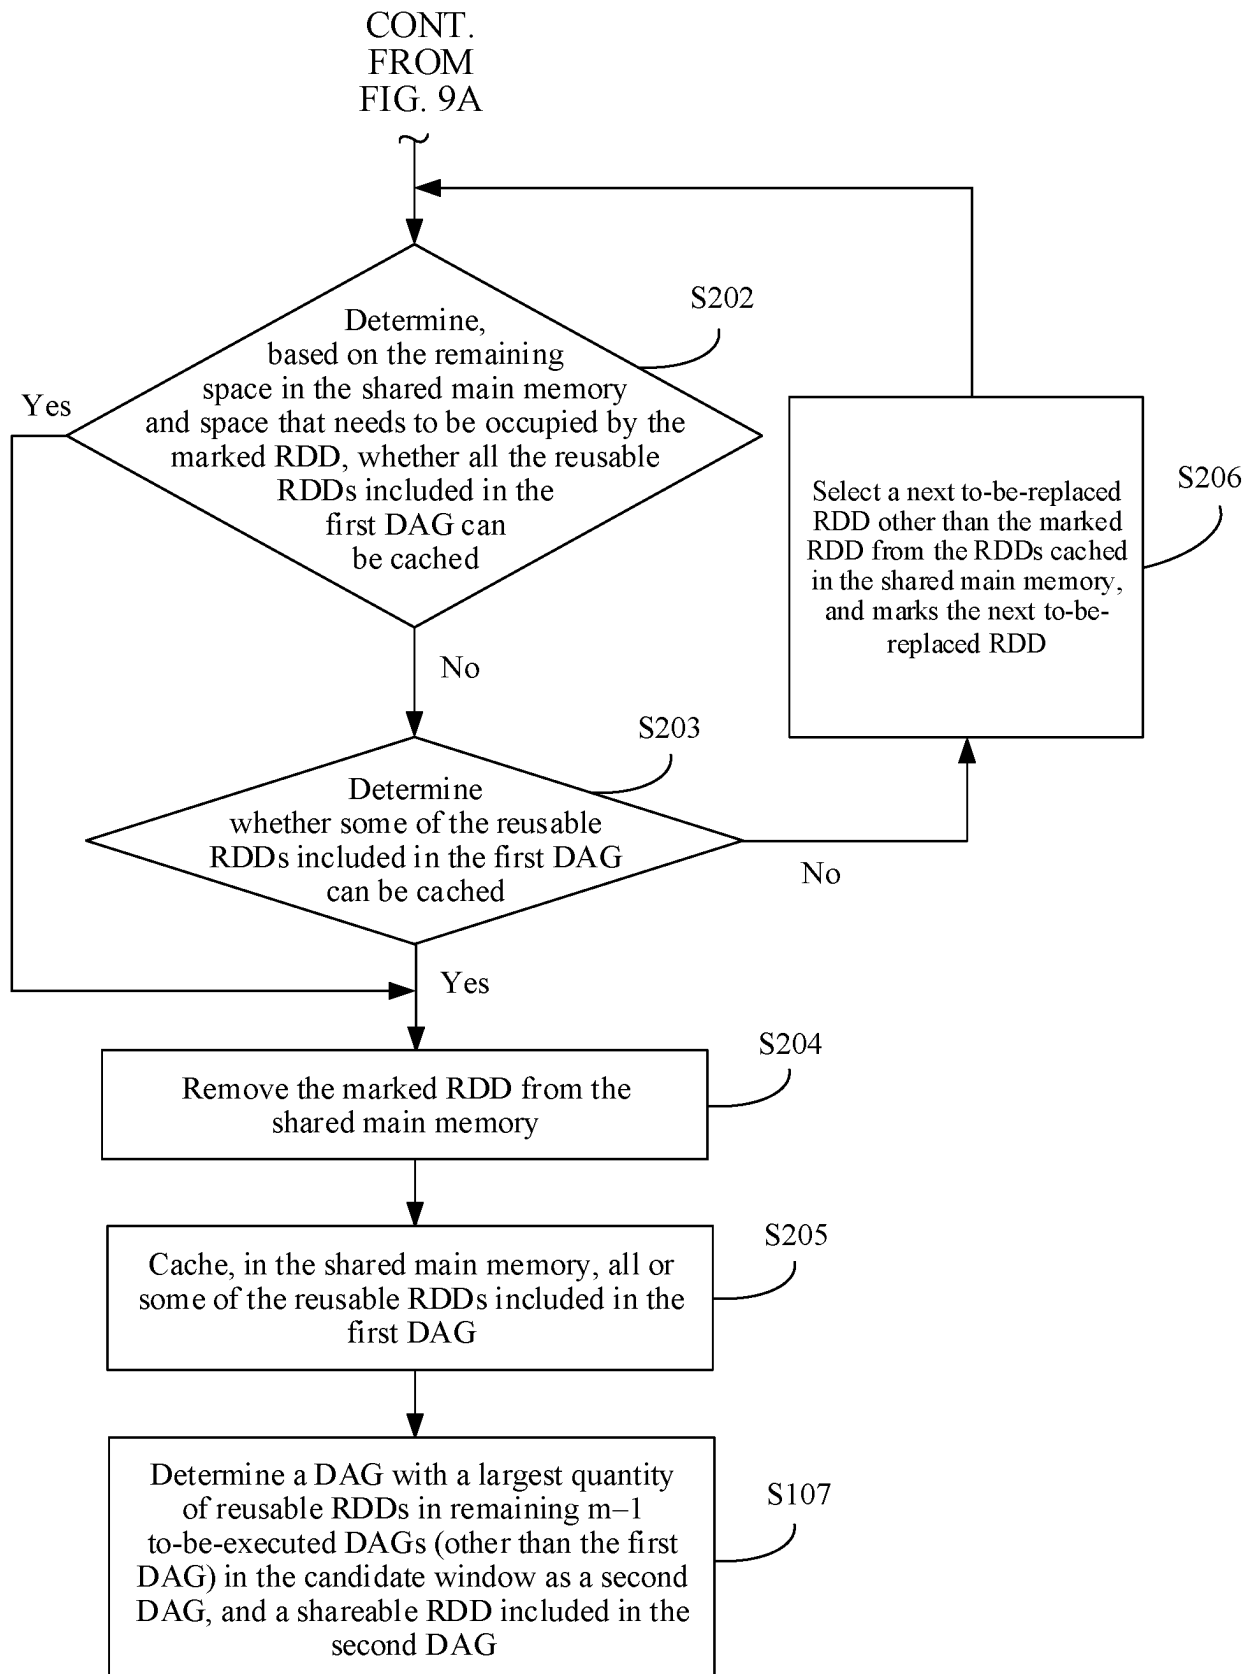 CONT.
FROM
FIG. 9A
S202
Determine,
based on the remaining
space in the shared main memory
and space that needs to be occupied by the
marked RDD, whether all the reusable
RDDs included in the
first DAG can
be cached
Yes
No
S206
Select a next to-be-replaced
RDD other than the marked
RDD from the RDDs cached
in the shared main memory,
and marks the next to-be-
replaced RDD
S203
Determine
whether some of the reusable
RDDs included in the first DAG
can be cached
No
Yes
S204
Remove the marked RDD from the
shared main memory
S205
Cache, in the shared main memory, all or
some of the reusable RDDs included in the
first DAG
S107
Determine a DAG with a largest quantity
of reusable RDDs in remaining m–1
to-be-executed DAGs (other than the first
DAG) in the candidate window as a second
DAG, and a shareable RDD included in the
second DAG